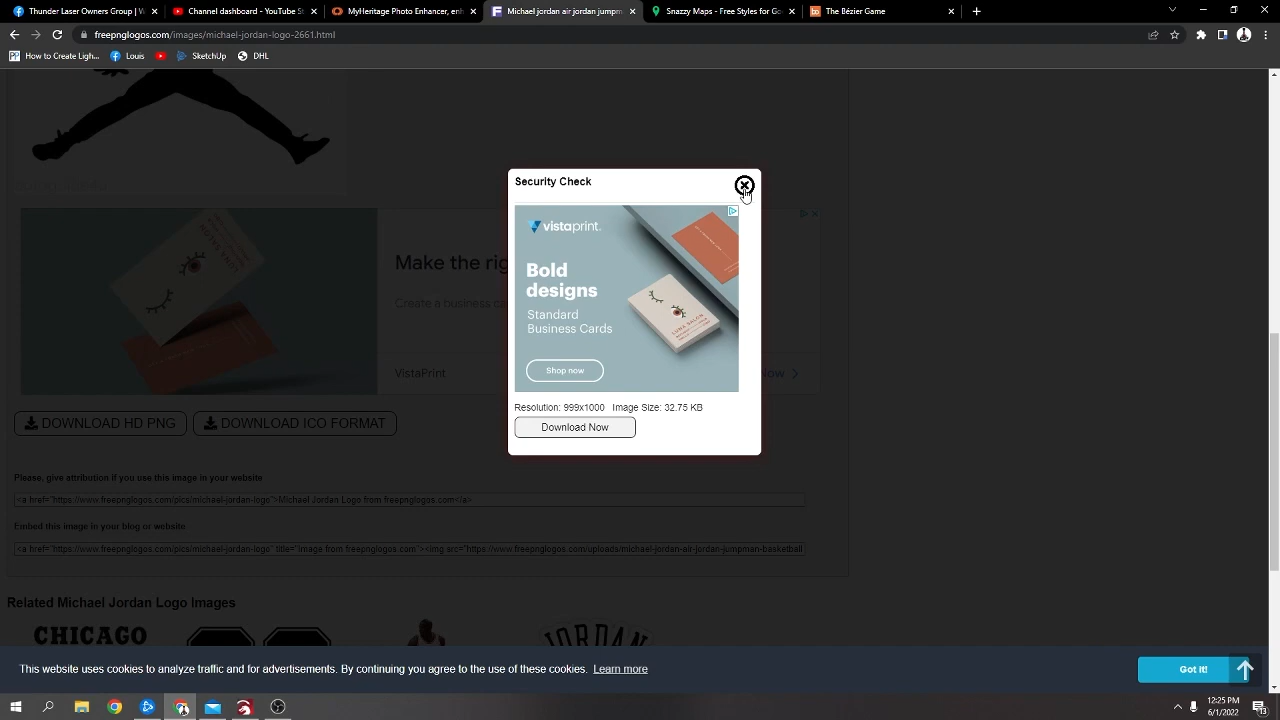 Thunder Laser Owners Group | W
Channel dashboard - YouTube St
MyHeritage Photo Enhancer, enh
Michael jordan air jordan jumpm
Snazzy Maps - Free Styles for Go
The Bézier Game
freepnglogos.com/images/michael-jordan-logo-2661.html
How to Create Ligh...
Louis
SketchUp
DHL
Security Check
vistaprint.
Bold
designs
Standard
Business Cards
Shop now
Make the rig
Create a business na
VistaPrint
Now
Resolution: 999x1000 Image Size: 32.75 KB
Download Now
DOWNLOAD HD PNG
DOWNLOAD ICO FORMAT
Please, give attribution if you use this image in your website
<a href="https://www.freepnglogos.com/pics/michael-jordan-logo">Michael Jordan Logo from freepnglogos.com</a>
Embed this image in your blog or website
<a href="https://www.freepnglogos.com/pics/michael-jordan-logo" title="Image from freepnglogos.com"><img src="https://www.freepnglogos.com/uploads/michael-jordan-air-jordan-jumpman-basketball
Related Michael Jordan Logo Images
CHICAGO
JORDAN
This website uses cookies to analyze traffic and for advertisements. By continuing you agree to the use of these cookies. Learn more
Got It!
12:25 PM
6/1/2022